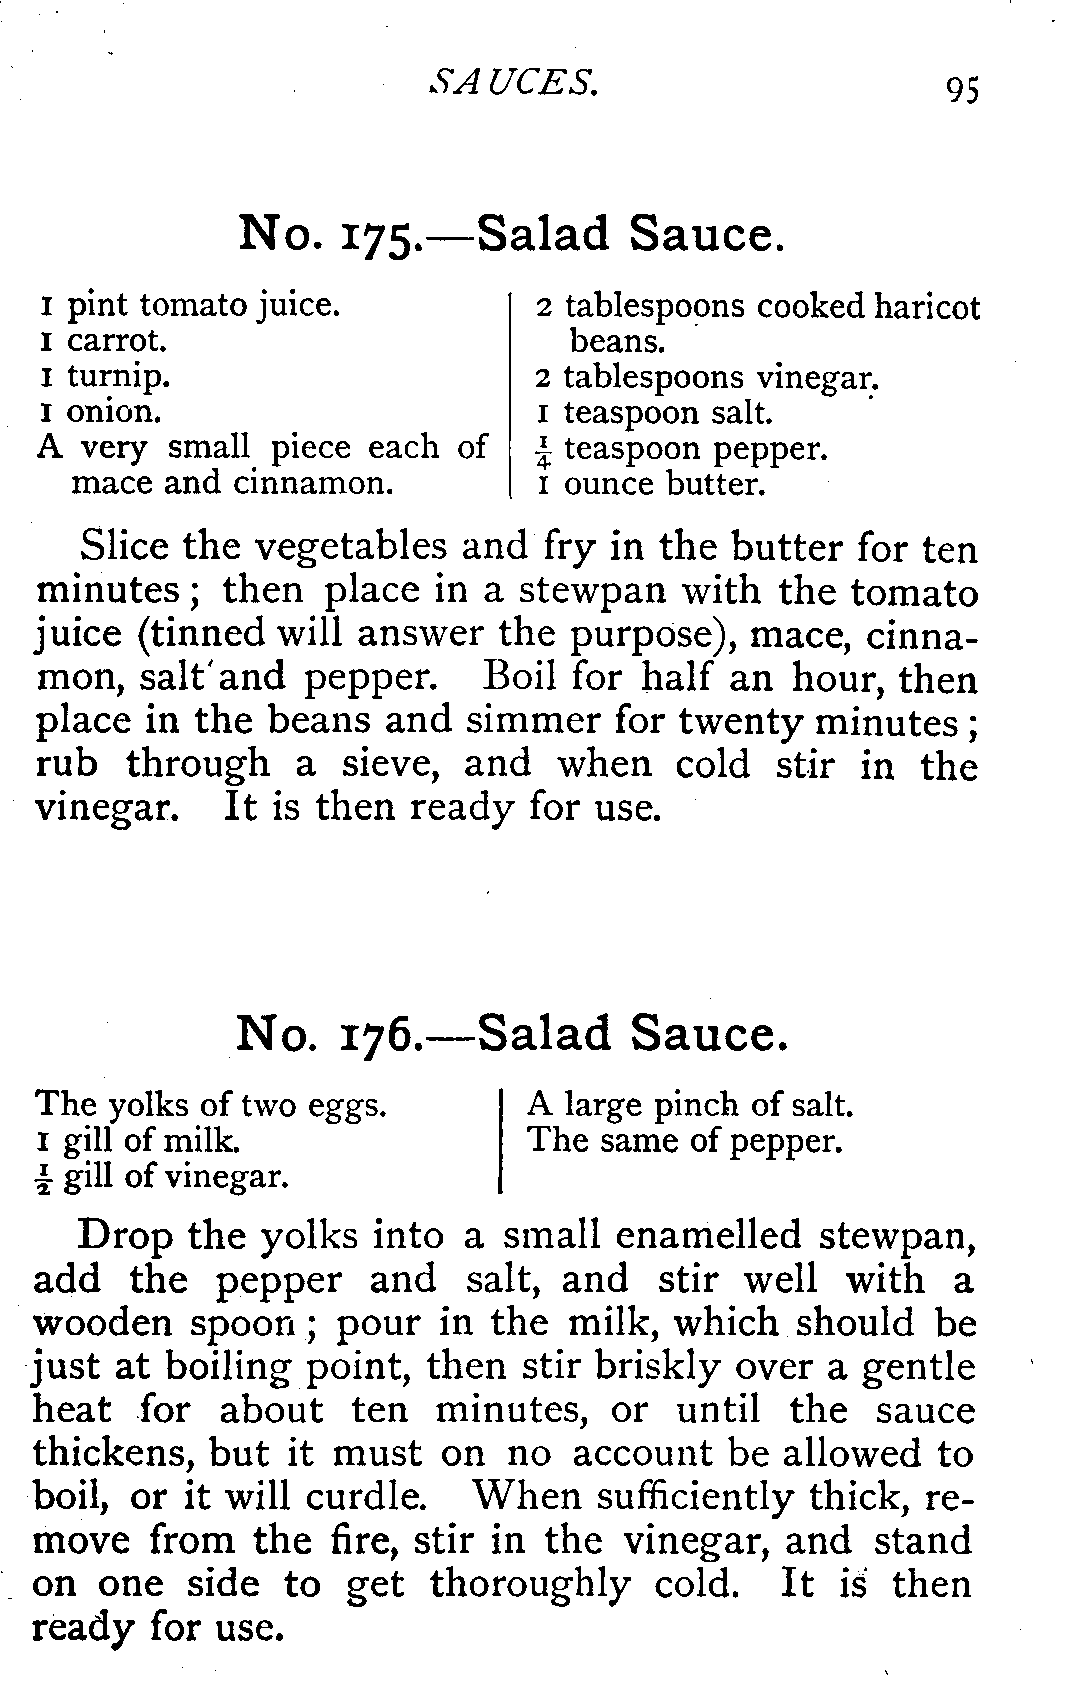 SAUCES.
95
No. 175.—Salad Sauce.
1 pint tomato juice.
1 carrot.
1 turnip.
1 onion.
A very small piece each of
mace and cinnamon.
2 tablespoons cooked haricot
beans.
2 tablespoons vinegar.
1 teaspoon salt.
¼ teaspoon pepper.
1 ounce butter.
Slice the vegetables and fry in the butter for ten
minutes; then place in a stewpan with the tomato
juice (tinned will answer the purpose), mace, cinna-
mon, salt and pepper. Boil for half an hour, then
place in the beans and simmer for twenty minutes;
rub through a sieve, and when cold stir in the
vinegar. It is then ready for use.
No. 176.—Salad Sauce.
The yolks of two eggs.
1 gill of milk.
½ gill of vinegar.
A large pinch of salt.
The same of pepper.
Drop the yolks into a small enamelled stewpan,
add the pepper and salt, and stir well with a
wooden spoon; pour in the milk, which should be
just at boiling point, then stir briskly over a gentle
heat for about ten minutes, or until the sauce
thickens, but it must on no account be allowed to
boil, or it will curdle. When sufficiently thick, re-
move from the fire, stir in the vinegar, and stand
on one side to get thoroughly cold. It is then
ready for use.